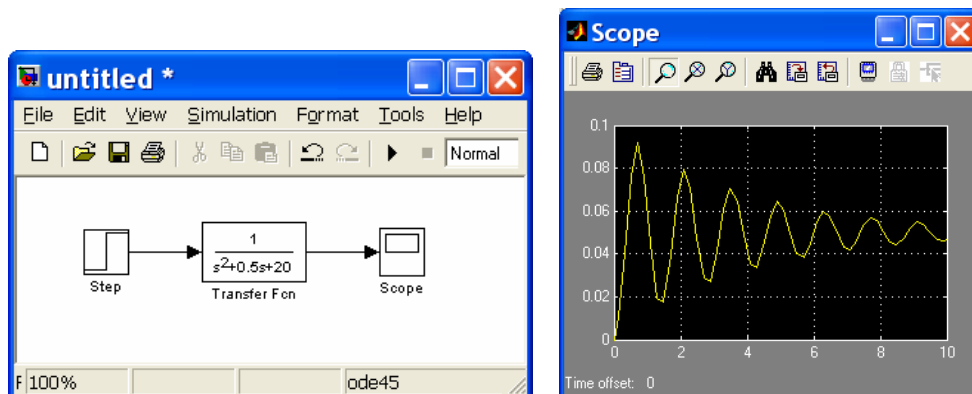 untitled *
File Edit View Simulation Format Tools Help
Normal
1
s²+0.5s+20
Step
Transfer Fcn
Scope
F 100%
ode45
Scope
0.1
0.08
0.06
0.04
0.02
0
0 2 4 6 8 10
Time offset: 0